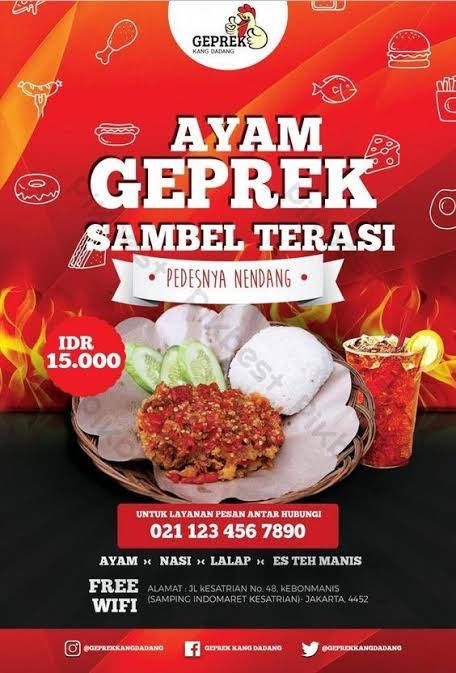 GEPREK
KANG DADANG
AYAM
GEPREK
SAMBEL TERASI
• PEDESNYA NENDANG •
IDR
15.000
UNTUK LAYANAN PESAN ANTAR HUBUNGI
021 123 456 7890
AYAM >< NASI >< LALAP >< ES TEH MANIS
FREE
WIFI
ALAMAT : JL kESATRIAN No. 48, KEBONMANIS
(SAMPING INDOMARET KESATRIAN)- JAKARTA, 4452
@GEPREKKANGDADANG
GEPREK KANG DADANG
@GEPREKKANGDADANG